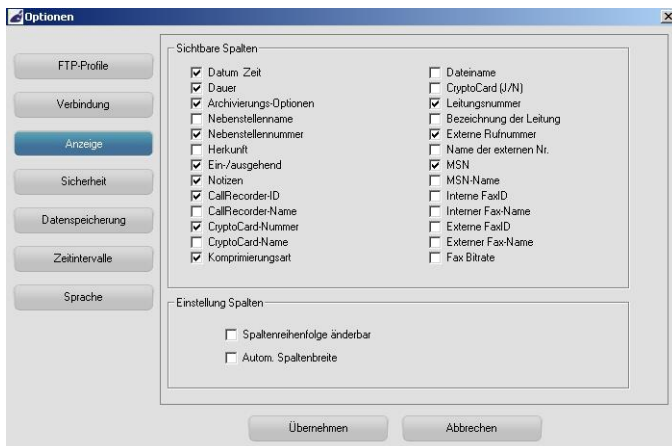 Optionen
FTP-Profile
Verbindung
Anzeige
Sicherheit
Datenspeicherung
Zeitintervalle
Sprache
Sichtbare Spalten
Datum Zeit
Dauer
Archivierungs-Optionen
Nebenstellenname
Nebenstellennummer
Herkunft
Ein-/ausgehend
Notizen
CallRecorder-ID
CallRecorder-Name
CryptoCard-Nummer
CryptoCard-Name
Komprimierungsart
Dateiname
CryptoCard (J/N)
Leitungsnummer
Bezeichnung der Leitung
Externe Rufnummer
Name der externen Nr.
MSN
MSN-Name
Interne FaxID
Interner Fax-Name
Externe FaxID
Externer Fax-Name
Fax Bitrate
Einstellung Spalten
Spaltenreihenfolge änderbar
Autom. Spaltenbreite
Übernehmen
Abbrechen